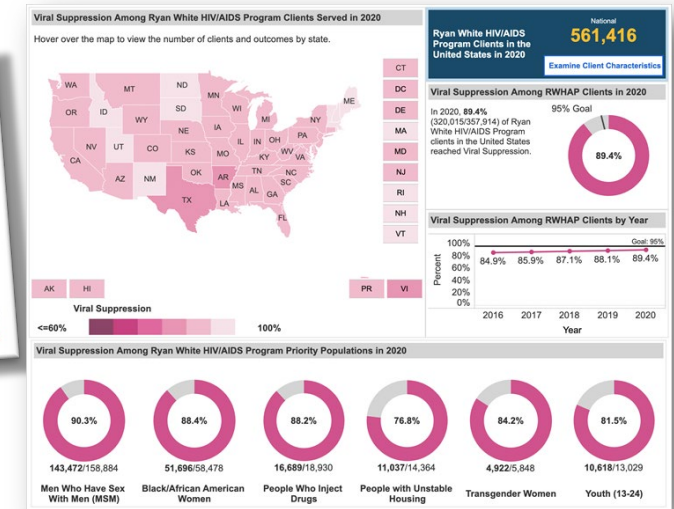 Viral Suppression Among Ryan White HIV/AIDS Program Clients Served in 2020
Hover over the map to view the number of clients and outcomes by state.
WA
MT
ND
MN
ME
OR
ID
SD
WI
MI
NY
WY
IA
PA
NV
UT
NE
IL
IN
OH
CA
CO
KS
MO
KY
WV
VA
AZ
NM
OK
AR
TN
NC
SC
TX
LA
MS
AL
GA
FL
CT
DC
DE
MA
MD
NJ
RI
NH
VT
AK
HI
PR
VI
Viral Suppression
<=60%
100%
Ryan White HIV/AIDS
Program Clients in the
United States in 2020
National
561,416
Examine Client Characteristics
Viral Suppression Among RWHAP Clients in 2020
In 2020, 89.4%
(320,015/357,914) of Ryan
White HIV/AIDS Program
clients in the United States
reached Viral Suppression.
95% Goal
89.4%
Viral Suppression Among RWHAP Clients by Year
Percent
100%
80%
60%
40%
20%
0%
Goal: 95%
84.9% 85.9% 87.1% 88.1% 89.4%
2016 2017 2018 2019 2020
Year
Viral Suppression Among Ryan White HIV/AIDS Program Priority Populations in 2020
90.3%
143,472/158,884
Men Who Have Sex
With Men (MSM)
88.4%
51,696/58,478
Black/African American
Women
88.2%
16,689/18,930
People Who Inject
Drugs
76.8%
11,037/14,364
People with Unstable
Housing
84.2%
4,922/5,848
Transgender Women
81.5%
10,618/13,029
Youth (13-24)